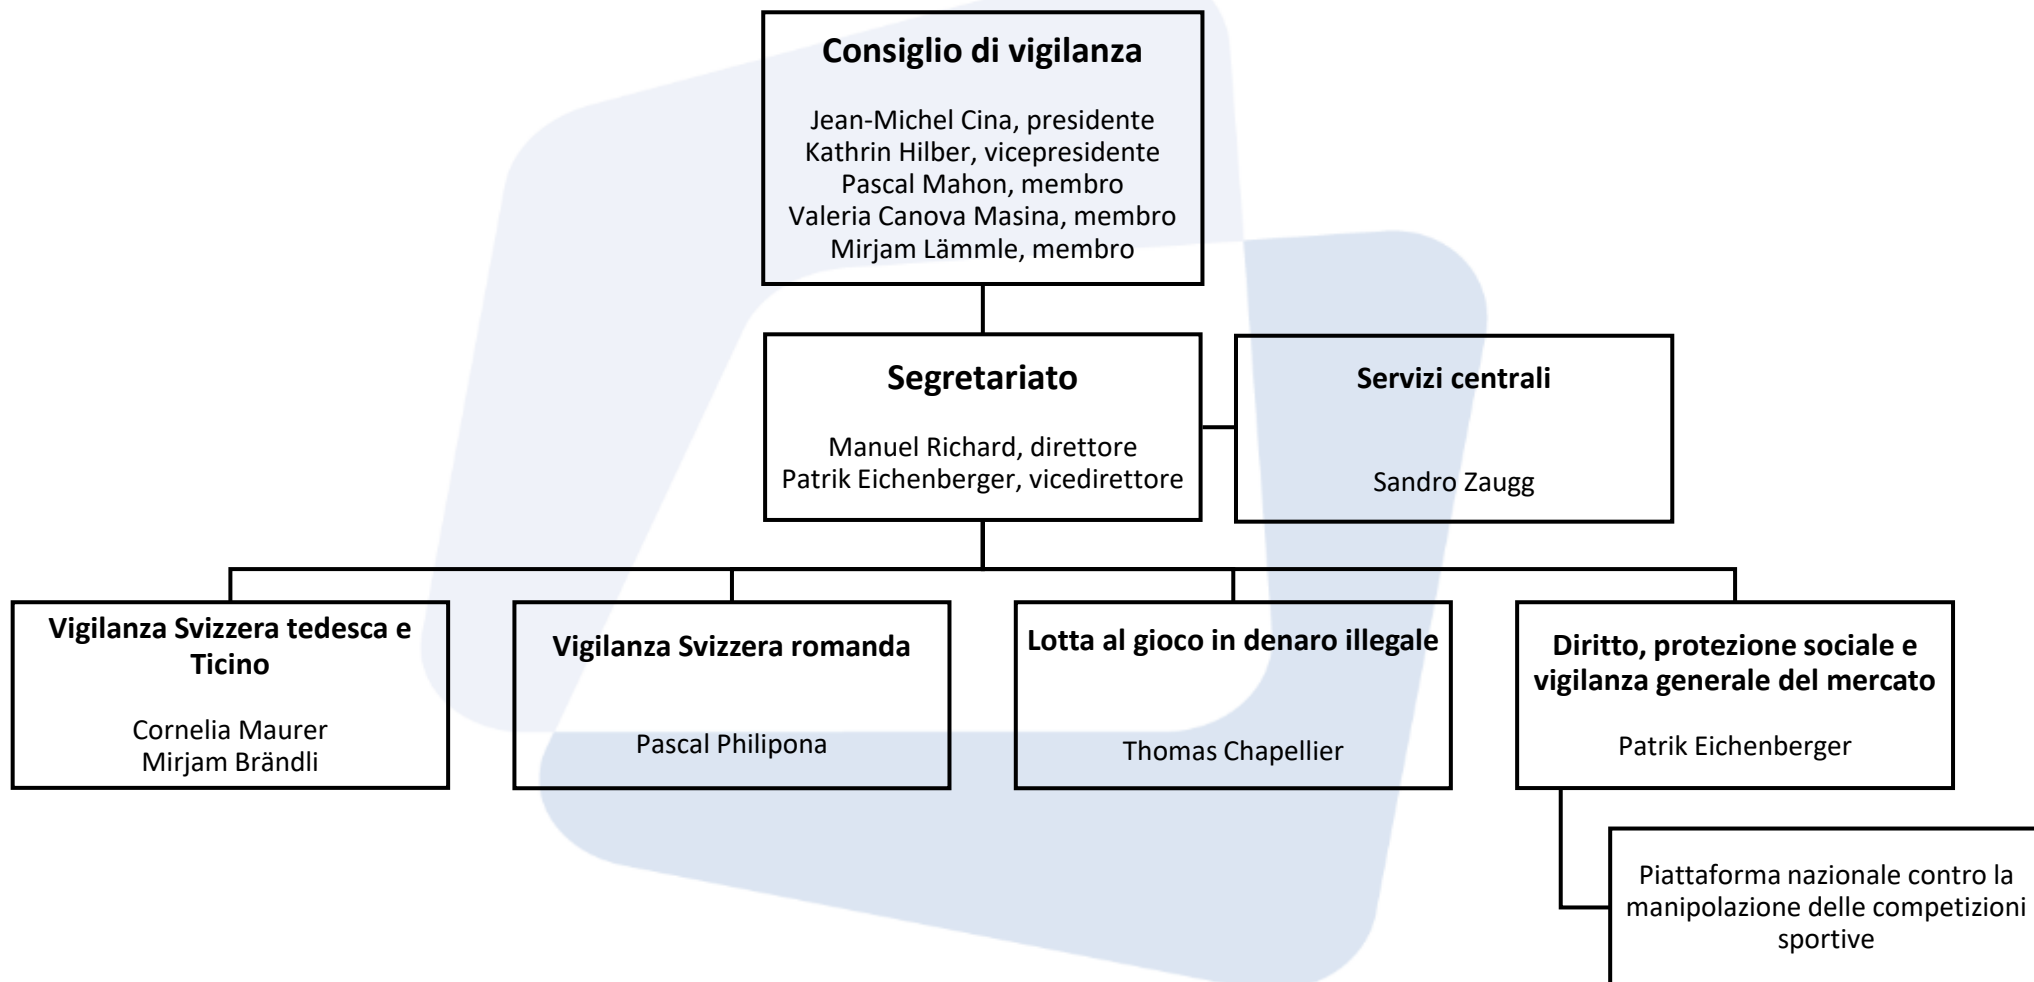 Consiglio di vigilanza
Jean-Michel Cina, presidente
Kathrin Hilber, vicepresidente
Pascal Mahon, membro
Valeria Canova Masina, membro
Mirjam Lämmle, membro
Segretariato
Manuel Richard, direttore
Patrik Eichenberger, vicedirettore
Servizi centrali
Sandro Zaugg
Vigilanza Svizzera tedesca e
Ticino
Cornelia Maurer
Mirjam Brändli
Vigilanza Svizzera romanda
Pascal Philipona
Lotta al gioco in denaro illegale
Thomas Chapellier
Diritto, protezione sociale e
vigilanza generale del mercato
Patrik Eichenberger
Piattaforma nazionale contro la
manipolazione delle competizioni
sportive